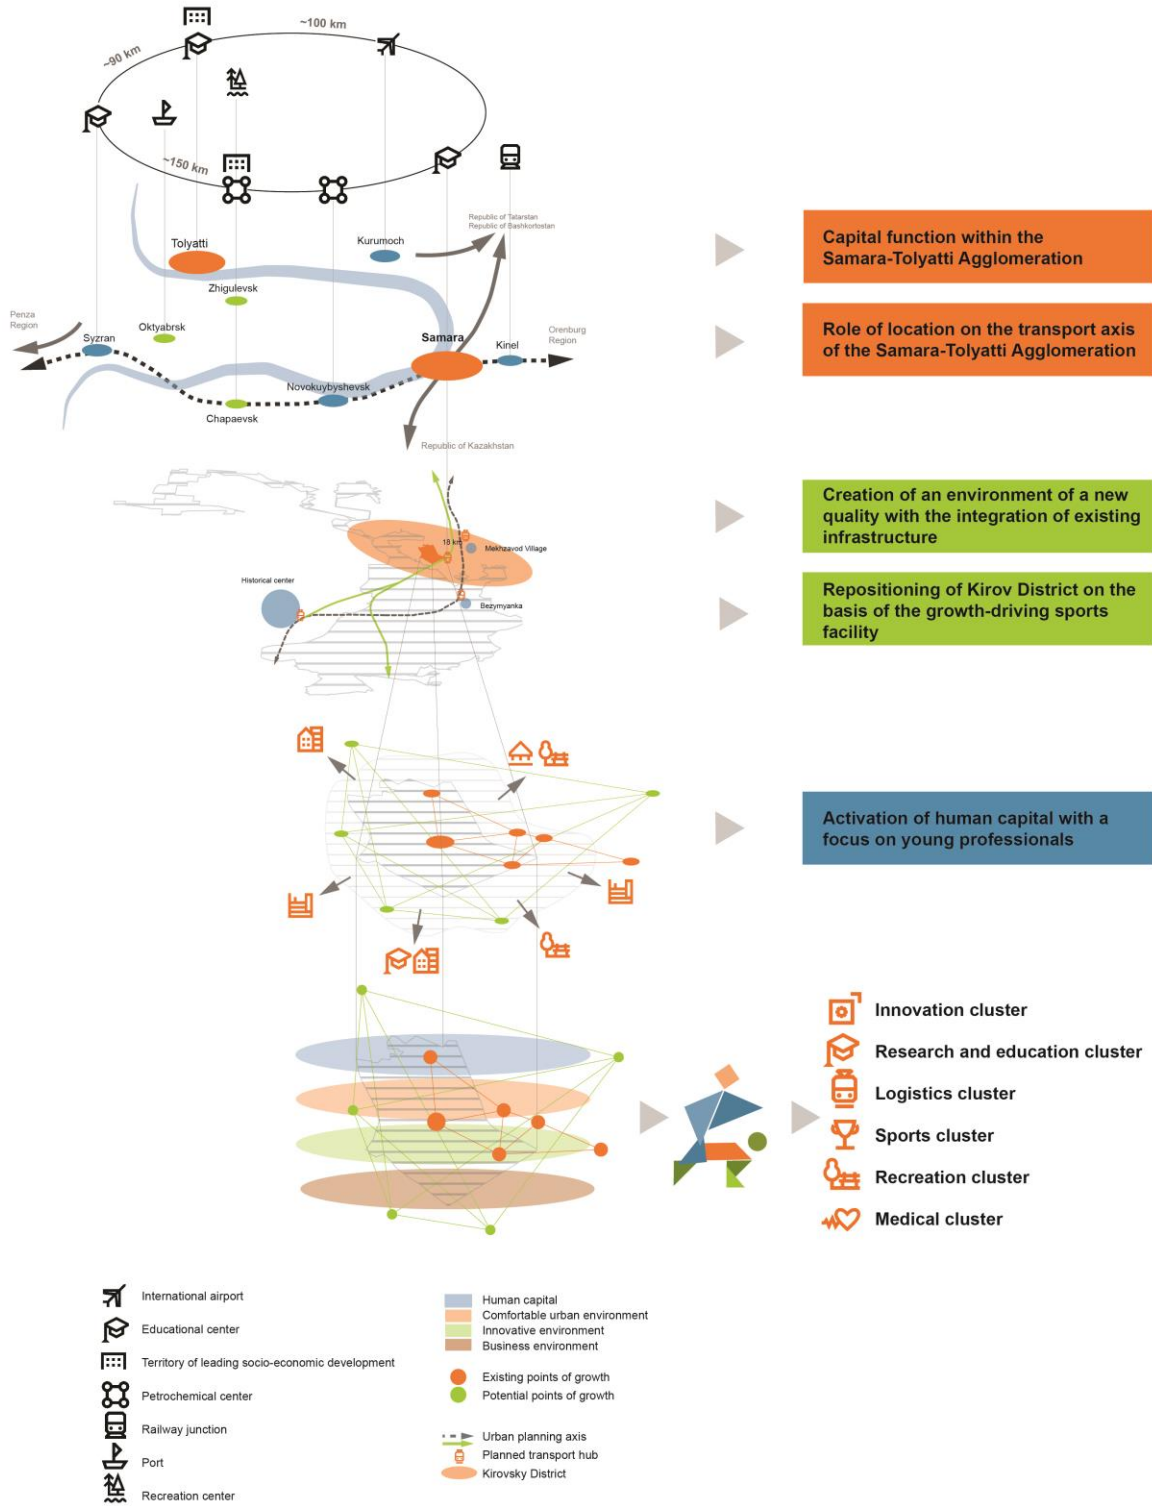 ~100 km
~90 km
~150 km
Republic of Tatarstan
Republic of Bashkortostan
Tolyatti
Kurumoch
Capital function within the
Samara-Tolyatti Agglomeration
Zhigulevsk
Penza
Region
Oktyabrsk
Syzran
Samara
Kinel
Orenburg
Region
Role of location on the transport axis
of the Samara-Tolyatti Agglomeration
Novokuybyshevsk
Chapaevsk
Republic of Kazakhstan
Creation of an environment of a new
quality with the integration of existing
infrastructure
18 km
Mekhzavod Village
Historical center
Bezymyanka
Repositioning of Kirov District on the
basis of the growth-driving sports
facility
Activation of human capital with a
focus on young professionals
Innovation cluster
Research and education cluster
Logistics cluster
Sports cluster
Recreation cluster
Medical cluster
International airport
Educational center
Territory of leading socio-economic development
Petrochemical center
Railway junction
Port
Recreation center
Human capital
Comfortable urban environment
Innovative environment
Business environment
Existing points of growth
Potential points of growth
Urban planning axis
Planned transport hub
Kirovsky District